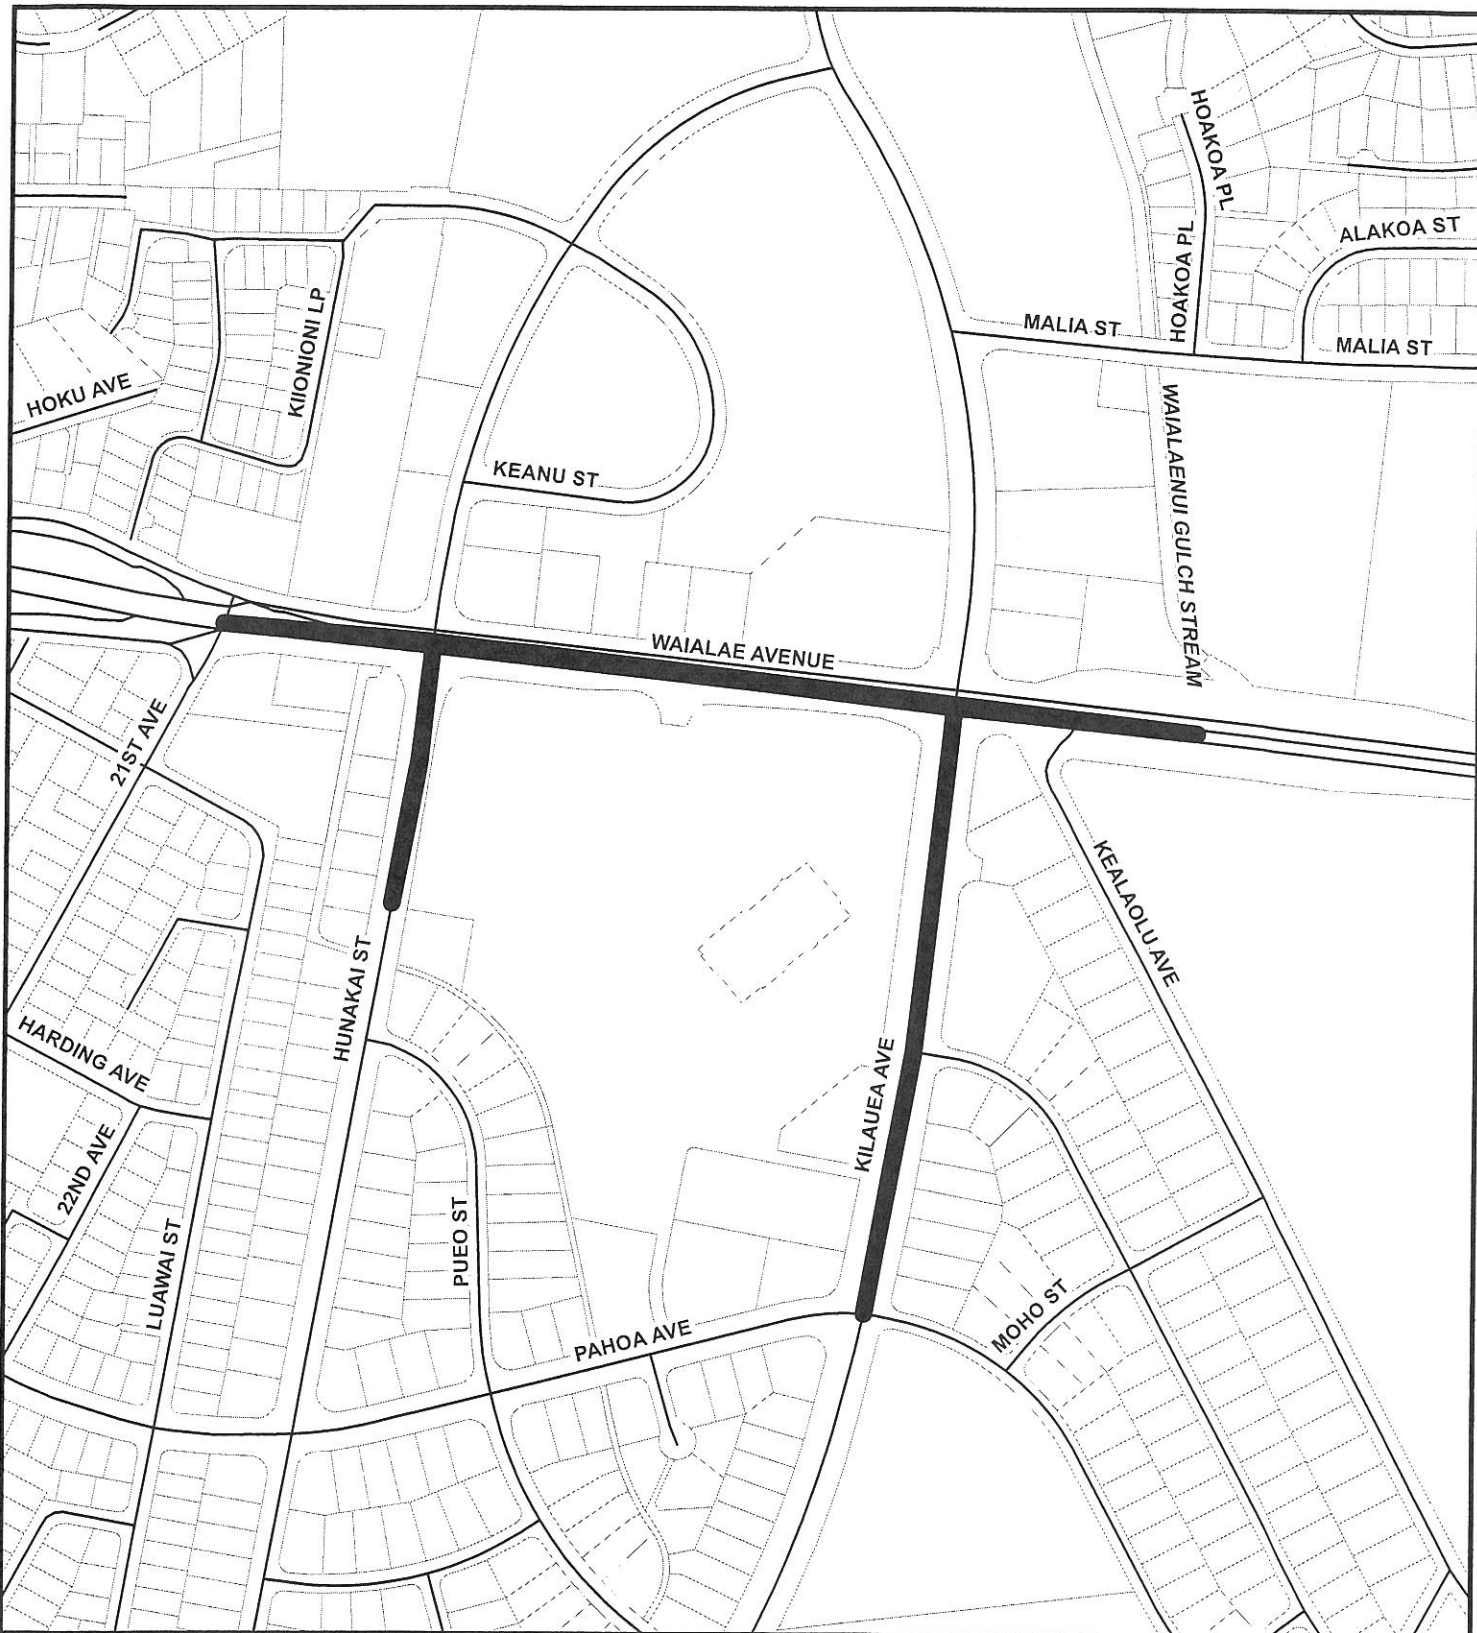 HOAKOA PL
HOAKOA PL
ALAKOA ST
MALIA ST
MALIA ST
KIIONIONI LP
HOKU AVE
KEANU ST
WAIALAENUI GULCH STREAM
WAIALAE AVENUE
21ST AVE
KEALAOLU AVE
HUNAKAI ST
HARDING AVE
KILAUEA AVE
22ND AVE
LUAWAI ST
PUEO ST
MOHO ST
PAHOA AVE